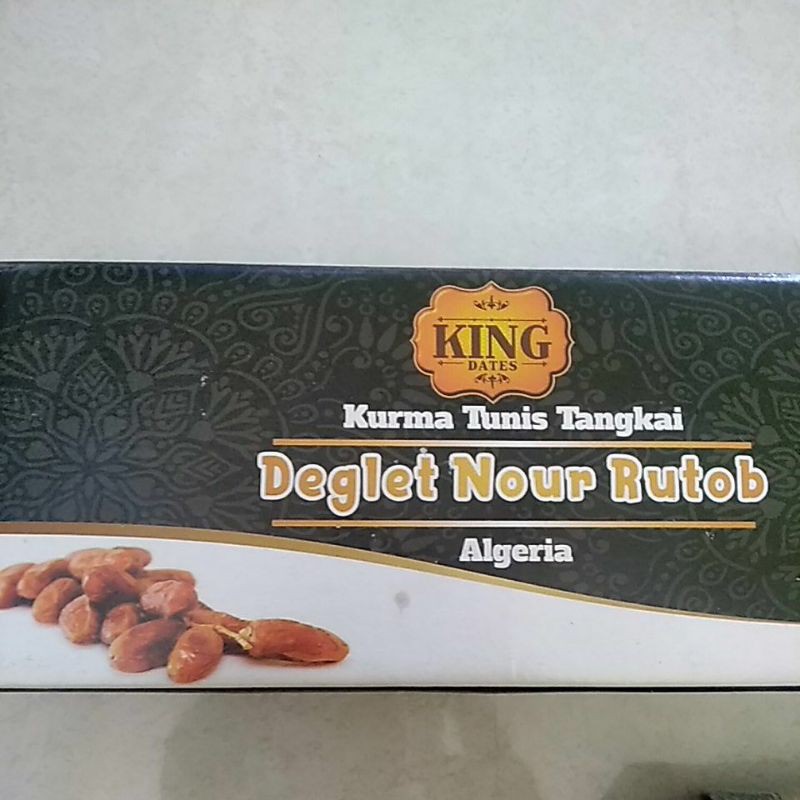 KING
DATES
Kurma Tunis Tangkai
Deglet Nour Rutob
Algeria